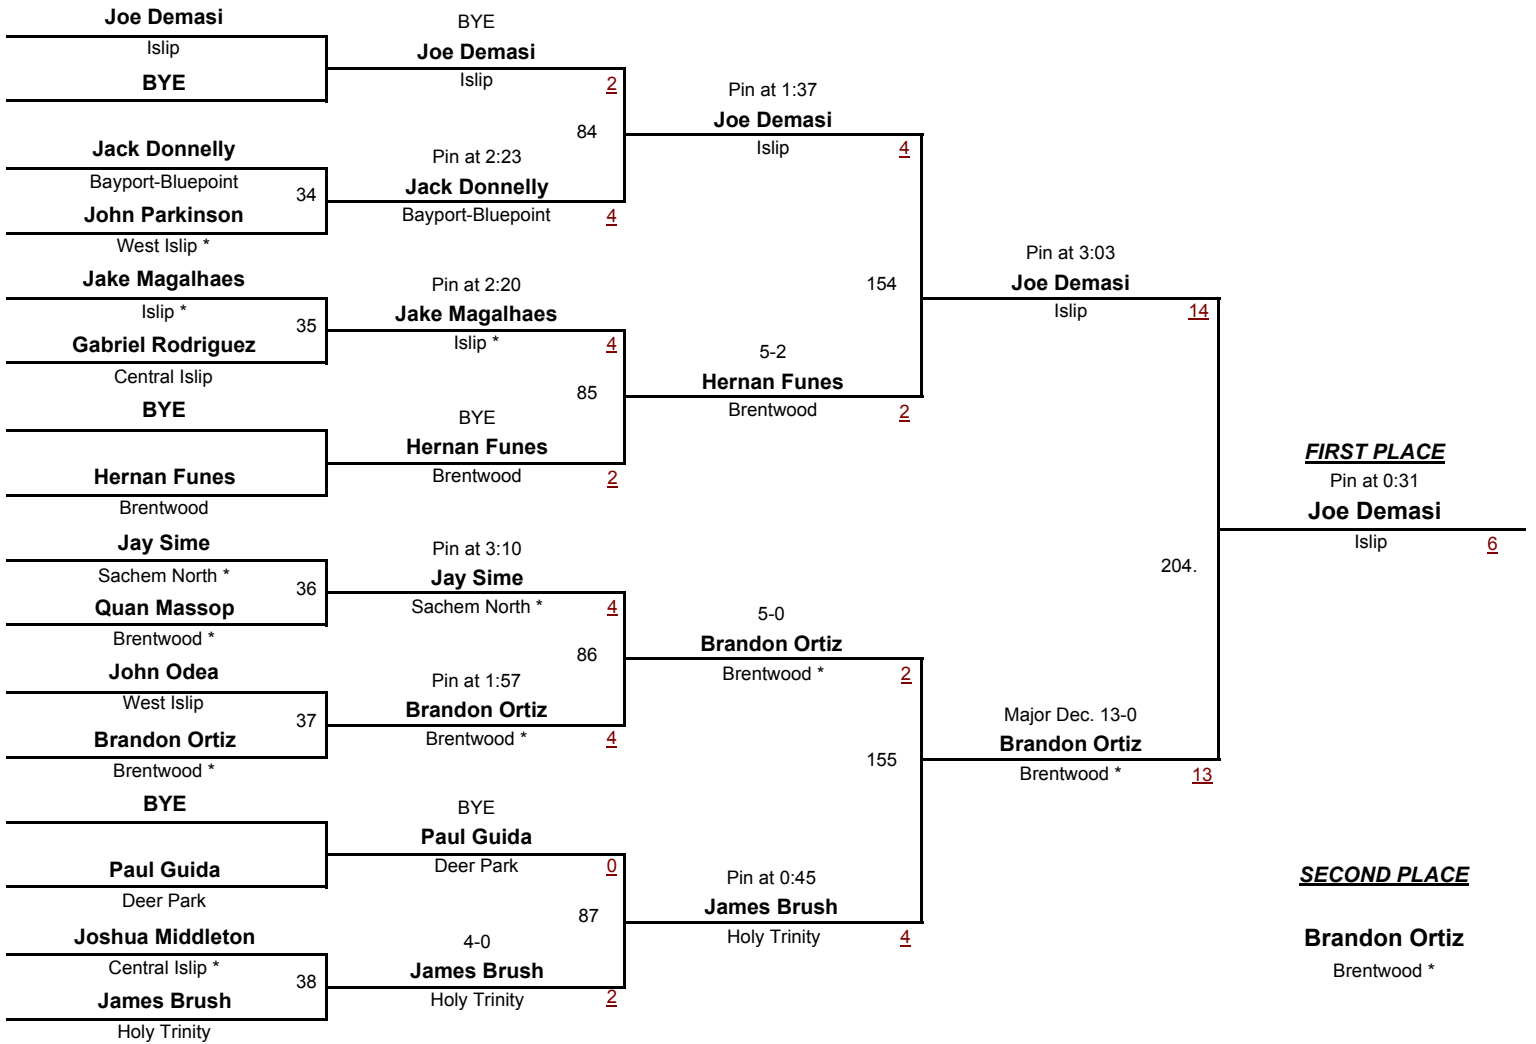 Joe Demasi
Islip
BYE
Jack Donnelly
Bayport-Bluepoint
34
John Parkinson
West Islip *
Jake Magalhaes
Islip *
35
Gabriel Rodriguez
Central Islip
BYE
Hernan Funes
Brentwood
Jay Sime
Sachem North *
36
Quan Massop
Brentwood *
John Odea
West Islip
37
Brandon Ortiz
Brentwood *
BYE
Paul Guida
Deer Park
Joshua Middleton
Central Islip *
38
James Brush
Holy Trinity
BYE
Joe Demasi
Islip
2
84
Pin at 2:23
Jack Donnelly
Bayport-Bluepoint
4
Pin at 2:20
Jake Magalhaes
Islip *
4
85
BYE
Hernan Funes
Brentwood
2
Pin at 3:10
Jay Sime
Sachem North *
4
86
Pin at 1:57
Brandon Ortiz
Brentwood *
4
BYE
Paul Guida
Deer Park
0
87
4-0
James Brush
Holy Trinity
2
Pin at 1:37
Joe Demasi
Islip
4
154
5-2
Hernan Funes
Brentwood
2
5-0
Brandon Ortiz
Brentwood *
2
155
Pin at 0:45
James Brush
Holy Trinity
4
Pin at 3:03
Joe Demasi
Islip
14
204.
Major Dec. 13-0
Brandon Ortiz
Brentwood *
13
FIRST PLACE
Pin at 0:31
Joe Demasi
Islip
6
SECOND PLACE
Brandon Ortiz
Brentwood *